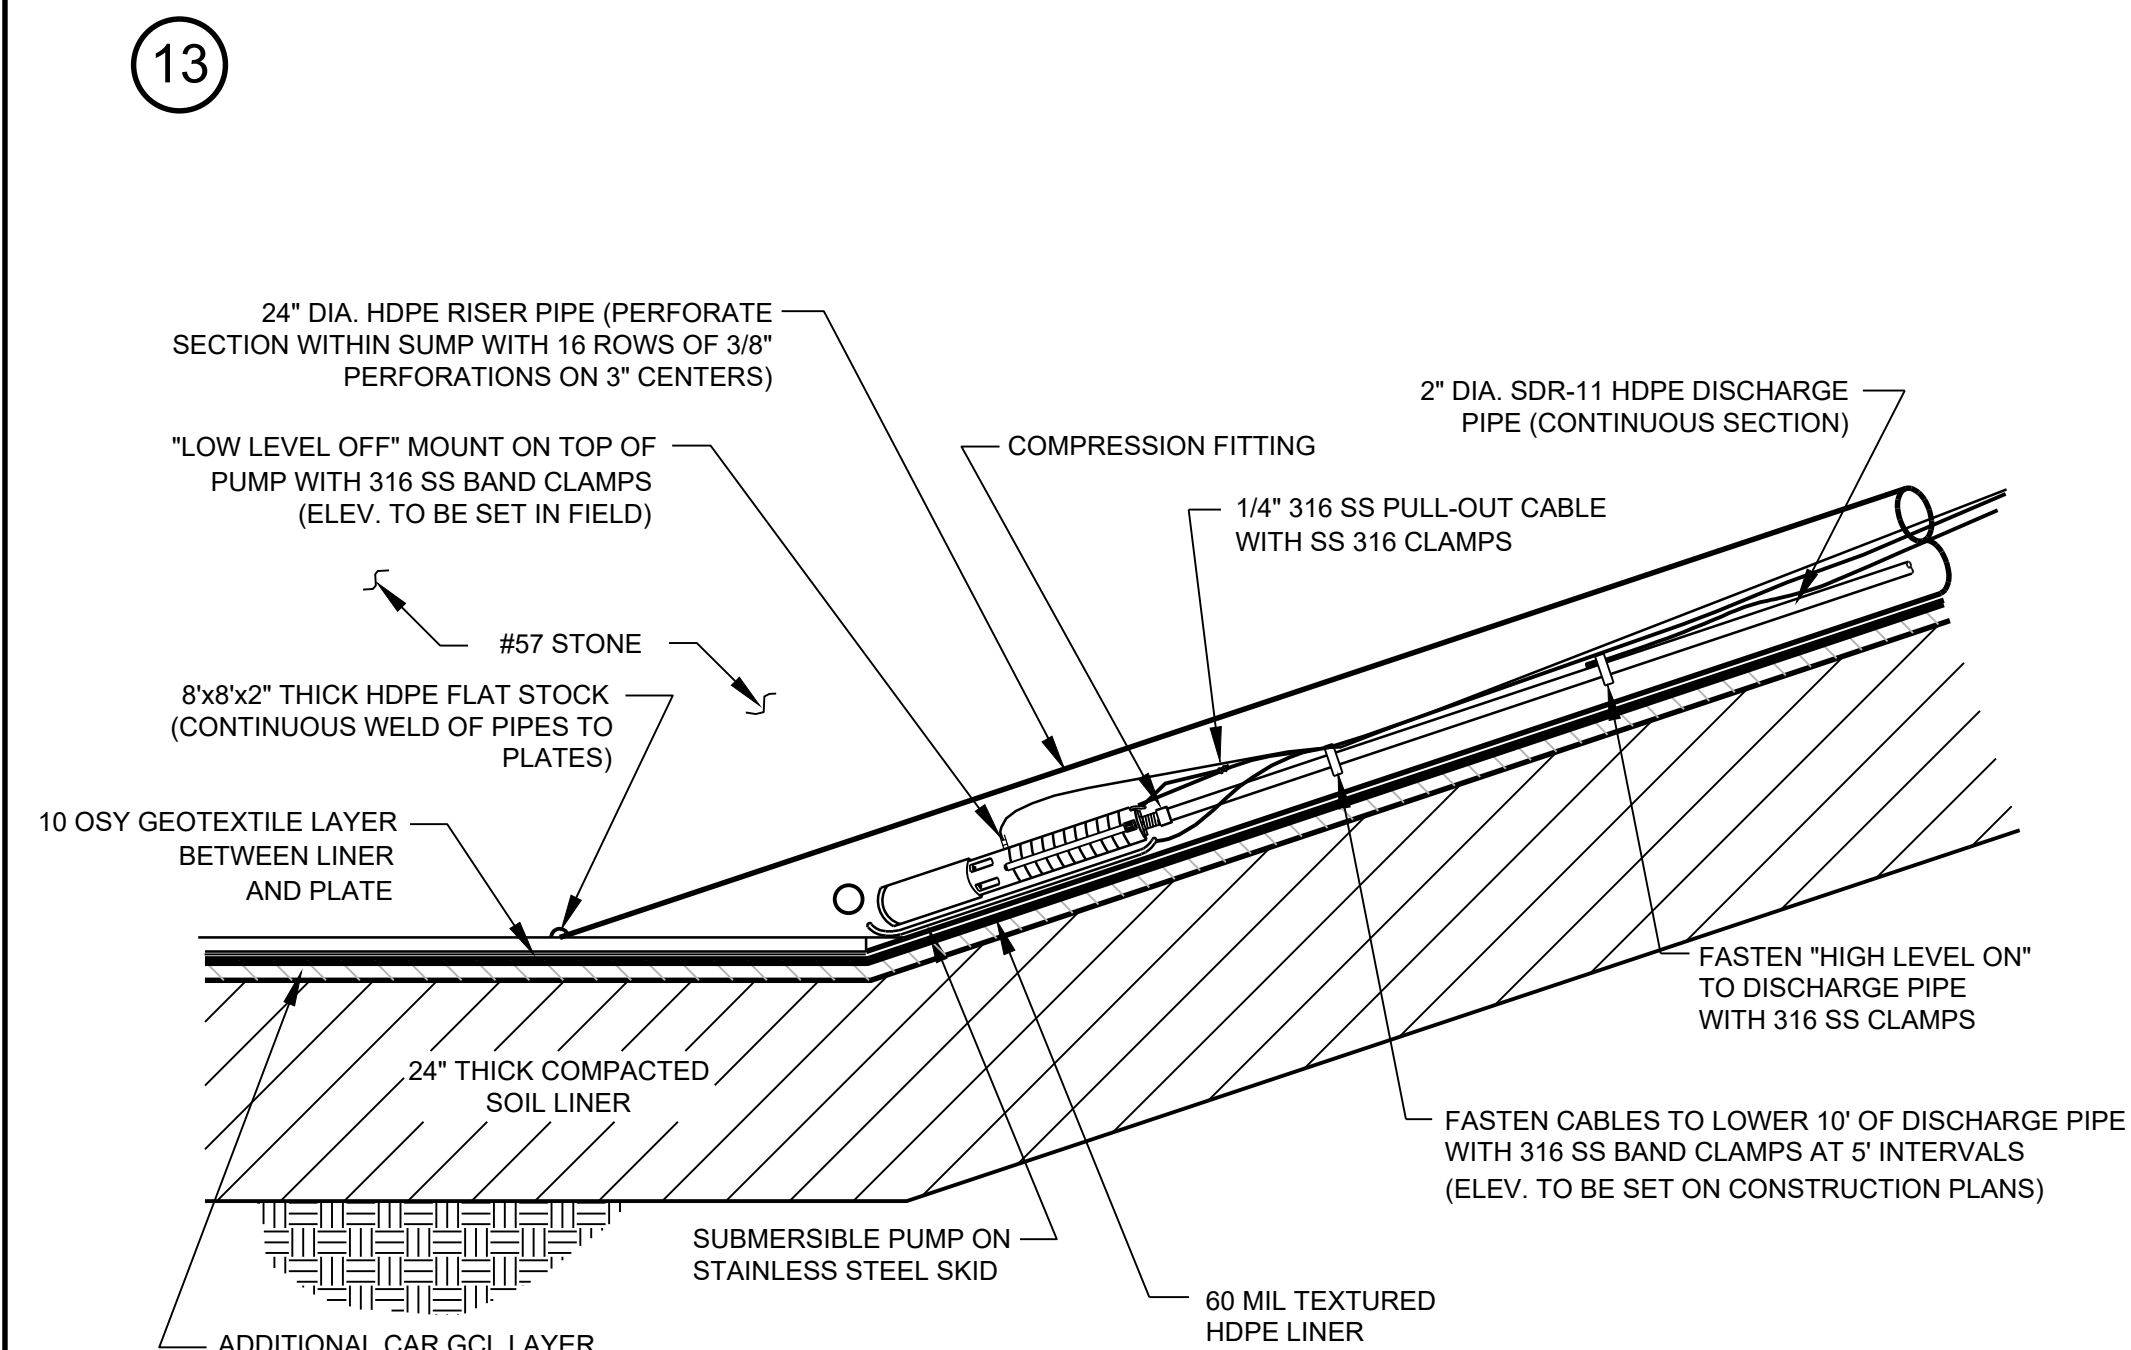 13
24" DIA. HDPE RISER PIPE (PERFORATE
SECTION WITHIN SUMP WITH 16 ROWS OF 3/8"
PERFORATIONS ON 3" CENTERS)
"LOW LEVEL OFF" MOUNT ON TOP OF
PUMP WITH 316 SS BAND CLAMPS
(ELEV. TO BE SET IN FIELD)
#57 STONE
8'x8'x2" THICK HDPE FLAT STOCK
(CONTINUOUS WELD OF PIPES TO
PLATES)
10 OSY GEOTEXTILE LAYER
BETWEEN LINER
AND PLATE
COMPRESSION FITTING
1/4" 316 SS PULL-OUT CABLE
WITH SS 316 CLAMPS
2" DIA. SDR-11 HDPE DISCHARGE
PIPE (CONTINUOUS SECTION)
FASTEN "HIGH LEVEL ON"
TO DISCHARGE PIPE
WITH 316 SS CLAMPS
24" THICK COMPACTED
SOIL LINER
FASTEN CABLES TO LOWER 10' OF DISCHARGE PIPE
WITH 316 SS BAND CLAMPS AT 5' INTERVALS
(ELEV. TO BE SET ON CONSTRUCTION PLANS)
SUBMERSIBLE PUMP ON
STAINLESS STEEL SKID
60 MIL TEXTURED
HDPE LINER
ADDITIONAL CAR GCL LAYER